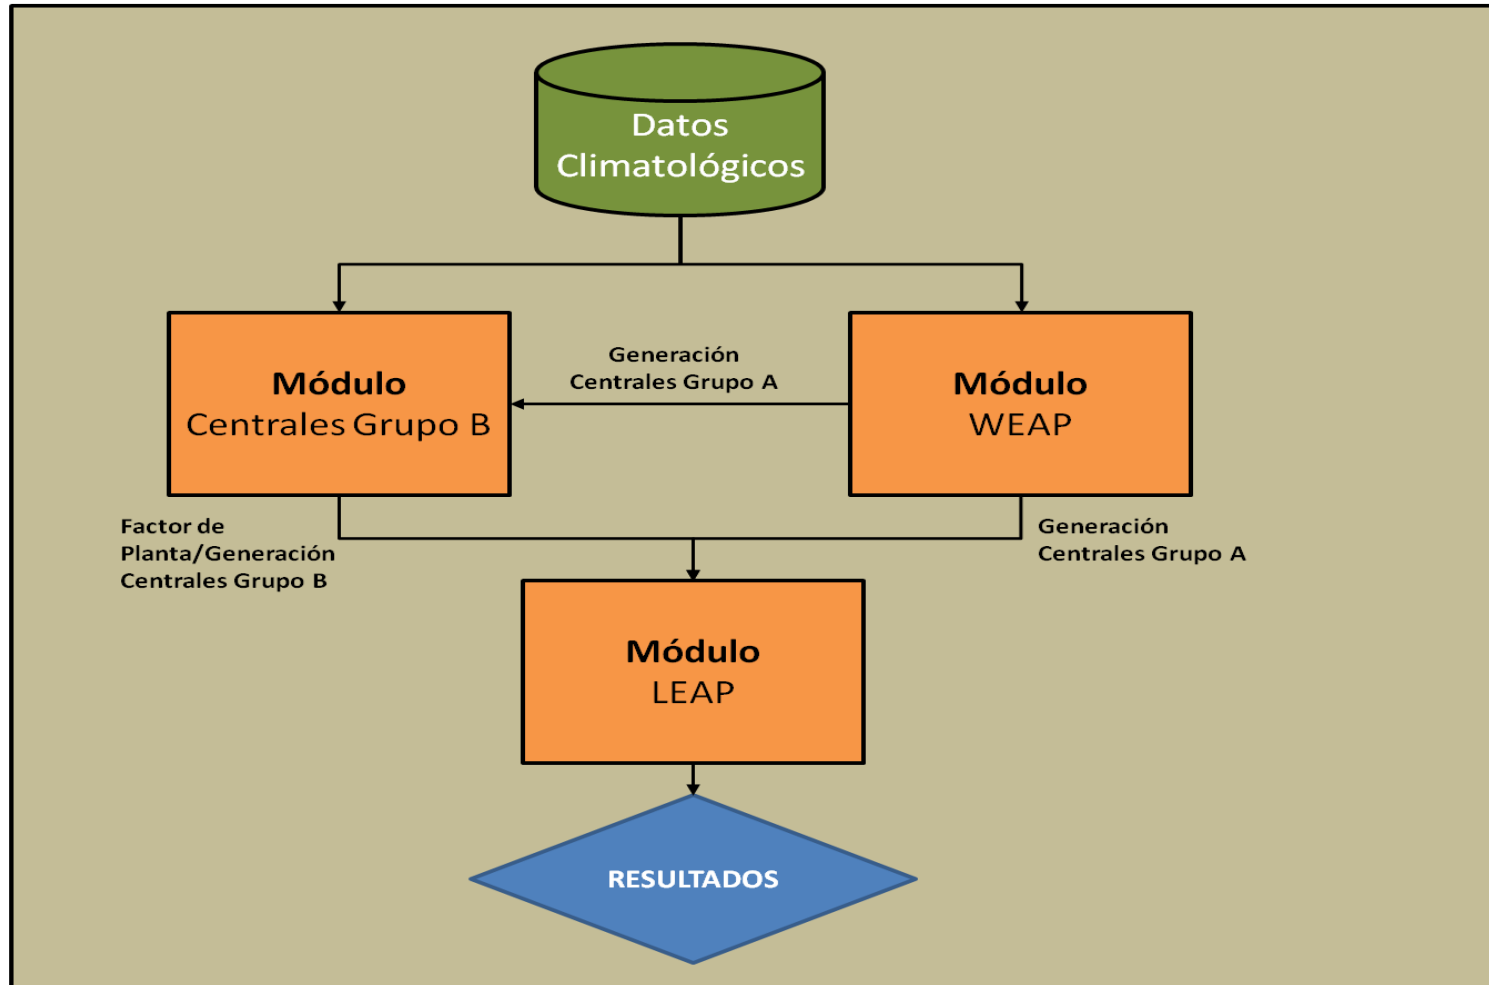 Datos
Climatológicos
Generación
Centrales Grupo A
Módulo
Centrales Grupo B
Módulo
WEAP
Factor de
Planta/Generación
Centrales Grupo B
Generación
Centrales Grupo A
Módulo
LEAP
RESULTADOS